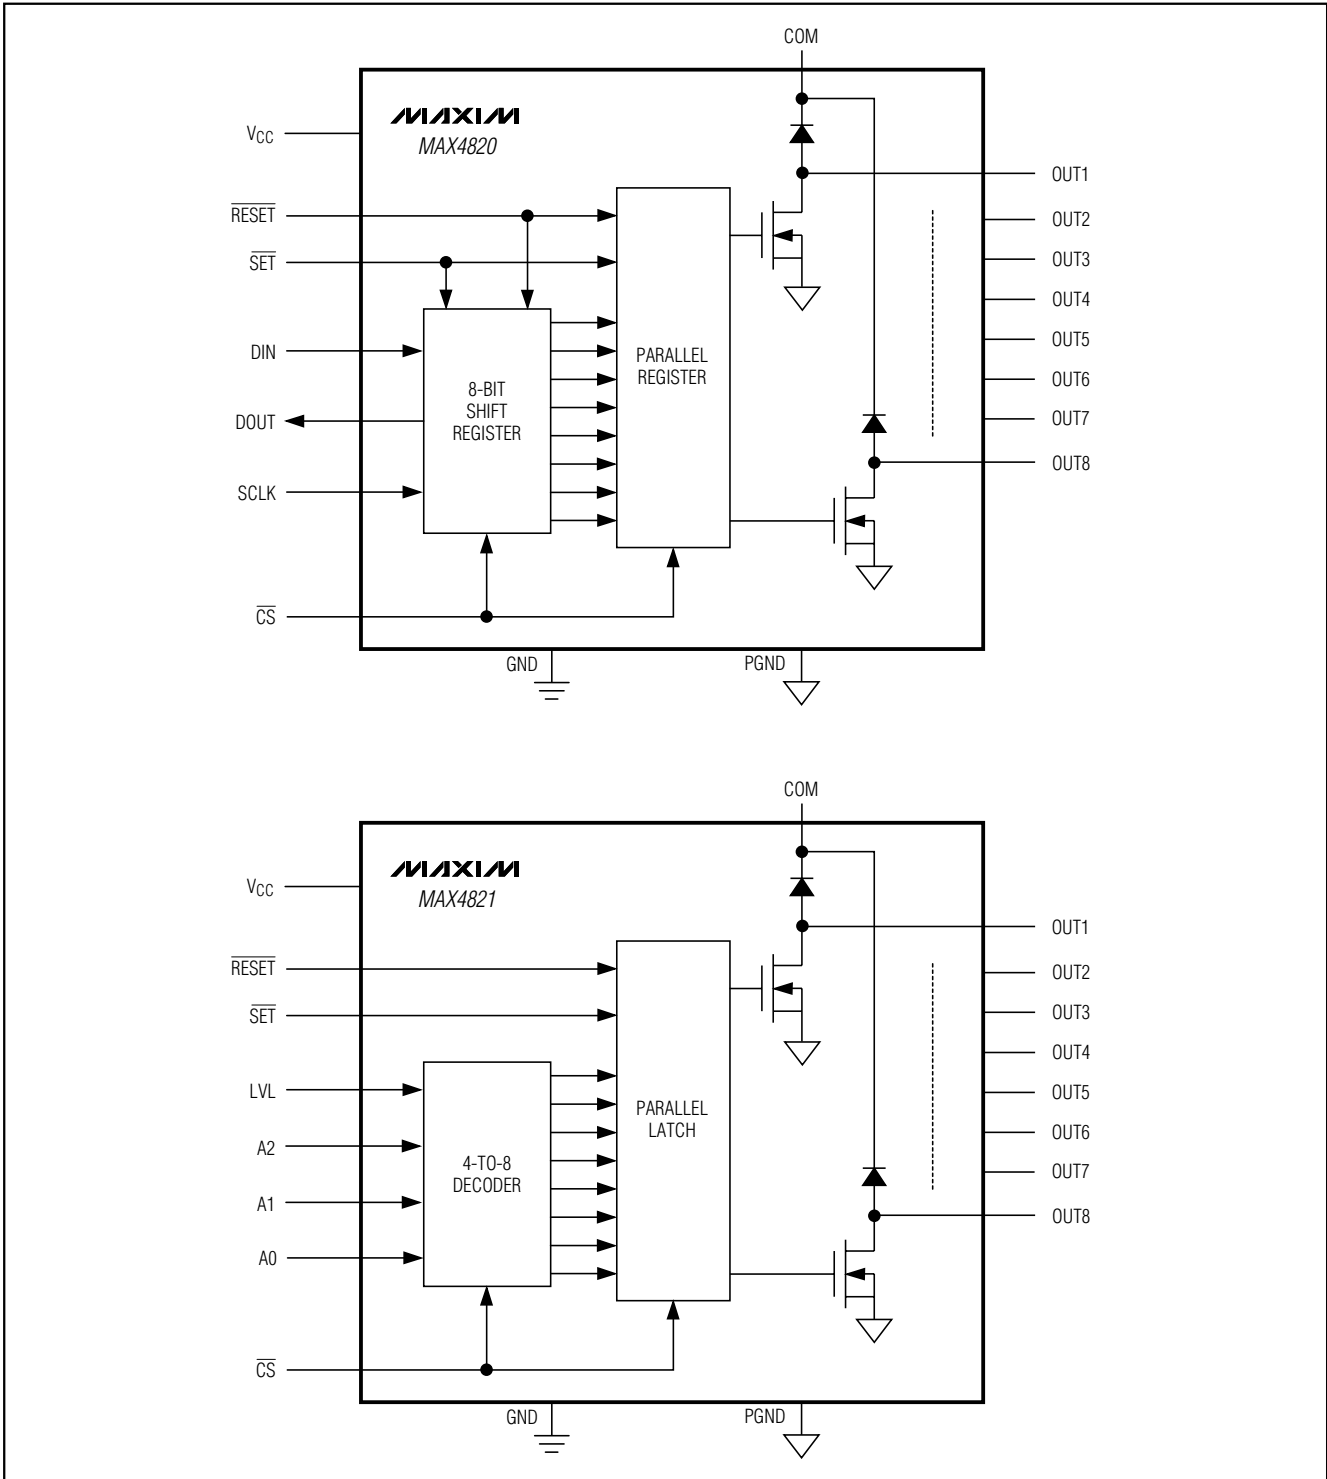 COM
MAXIM
MAX4820
VCC
RESET
SET
DIN
DOUT
SCLK
CS
8-BIT
SHIFT
REGISTER
PARALLEL
REGISTER
OUT1
OUT2
OUT3
OUT4
OUT5
OUT6
OUT7
OUT8
GND
PGND
COM
MAXIM
MAX4821
VCC
RESET
SET
LVL
A2
A1
A0
CS
4-TO-8
DECODER
PARALLEL
LATCH
OUT1
OUT2
OUT3
OUT4
OUT5
OUT6
OUT7
OUT8
GND
PGND